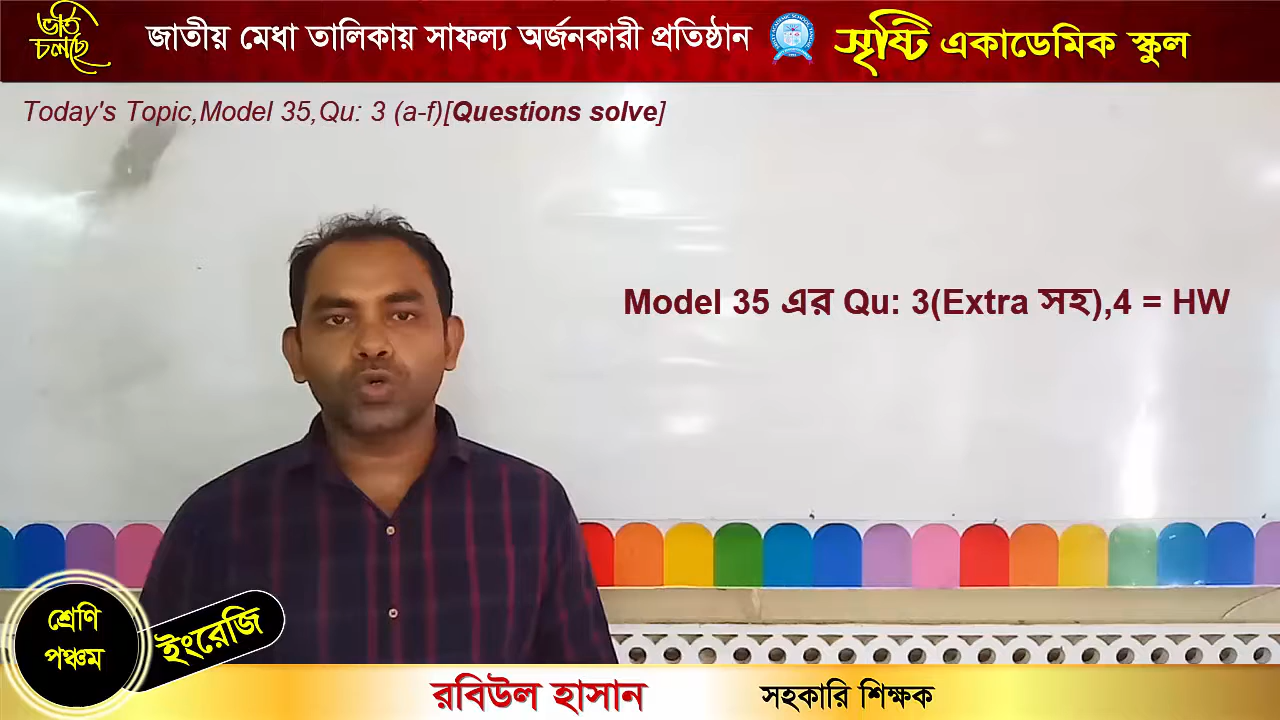 ভর্তি চলছে
জাতীয় মেধা তালিকায় সাফল্য অর্জনকারী প্রতিষ্ঠান সৃষ্টি একাডেমিক স্কুল
Today's Topic,Model 35,Qu: 3 (a-f)[Questions solve]
Model 35 এর Qu: 3(Extra সহ),4 = HW
শ্রেণি
পঞ্চম
ইংরেজি
রবিউল হাসান সহকারি শিক্ষক